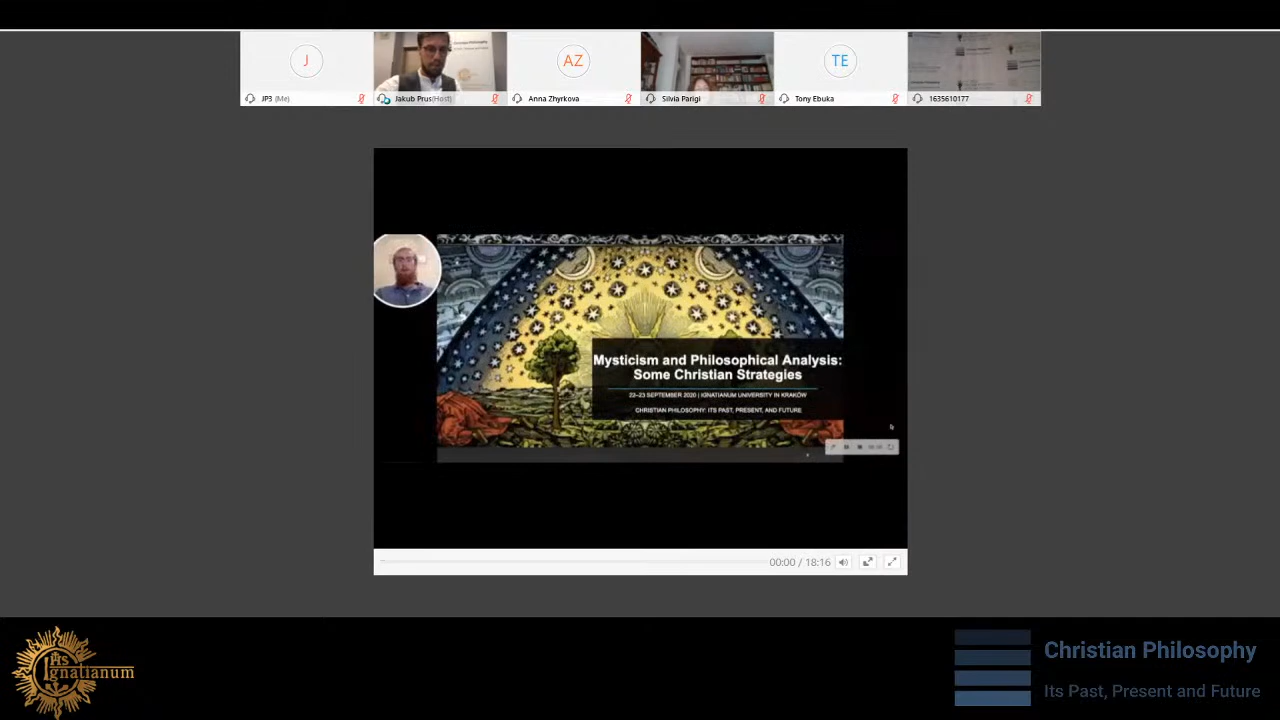 J
AZ
TE
JP3 (Me)
Jakub Prus(Host)
Anna Zhyrkova
Silvia Parigi
Tony Ebuka
1635610177
Mysticism and Philosophical Analysis:
Some Christian Strategies
22–23 SEPTEMBER 2020 | IGNATIANUM UNIVERSITY IN KRAKÓW
CHRISTIAN PHILOSOPHY: ITS PAST, PRESENT, AND FUTURE
00:00 / 18:16
Ignatianum
Christian Philosophy
Its Past, Present and Future